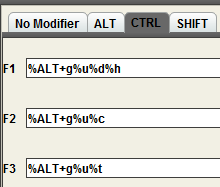 No Modifier ALT CTRL SHIFT
F1 %ALT+g%u%d%h
F2 %ALT+g%u%c
F3 %ALT+g%u%t